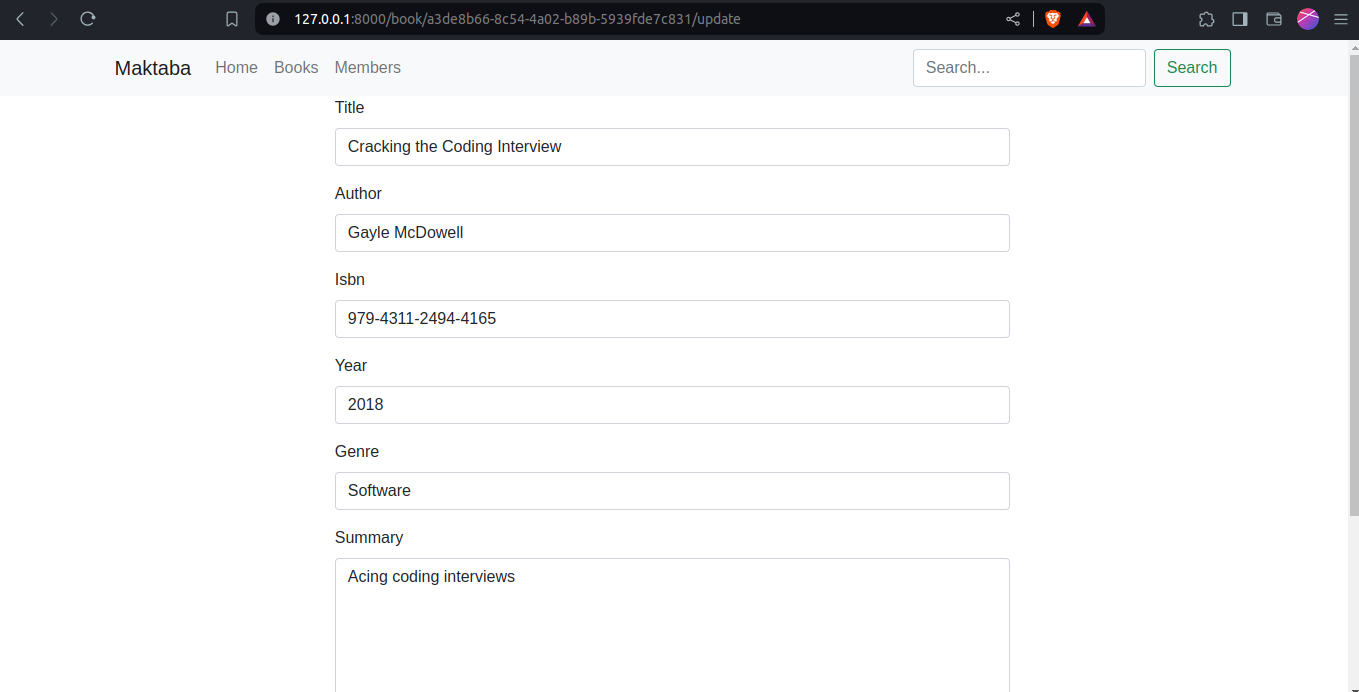 127.0.0.1:8000/book/a3de8b66-8c54-4a02-b89b-5939fde7c831/update
Maktaba Home Books Members Search... Search
Title
Cracking the Coding Interview
Author
Gayle McDowell
Isbn
979-4311-2494-4165
Year
2018
Genre
Software
Summary
Acing coding interviews